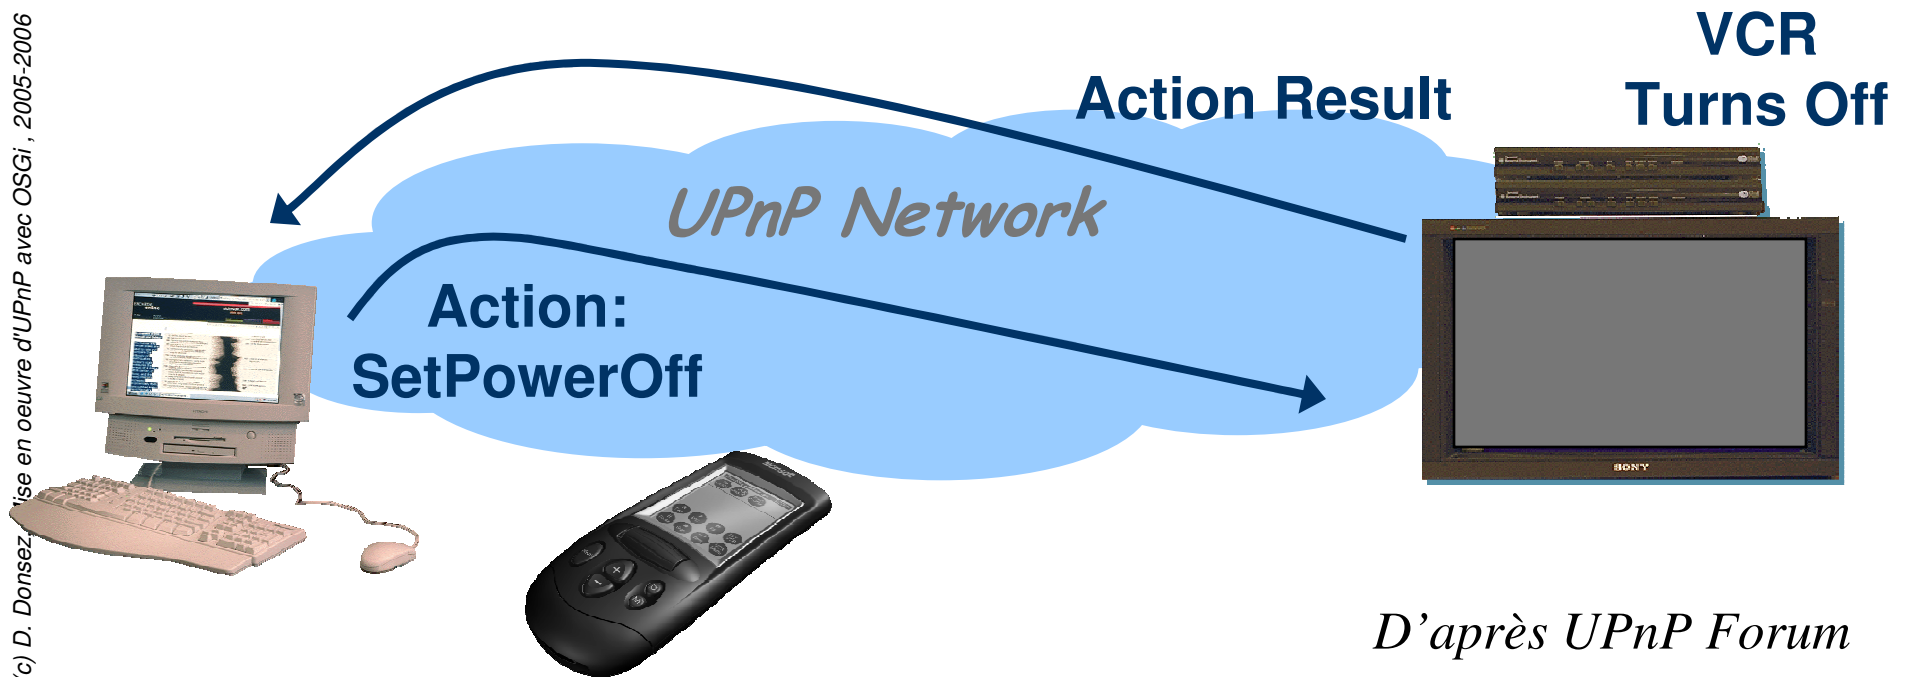 VCR
Turns Off
Action Result
UPnP Network
Action:
SetPowerOff
SONY
D'après UPnP Forum
(c) D. Donsez, ise en oeuvre d'UPnP avec OSGi , 2005-2006